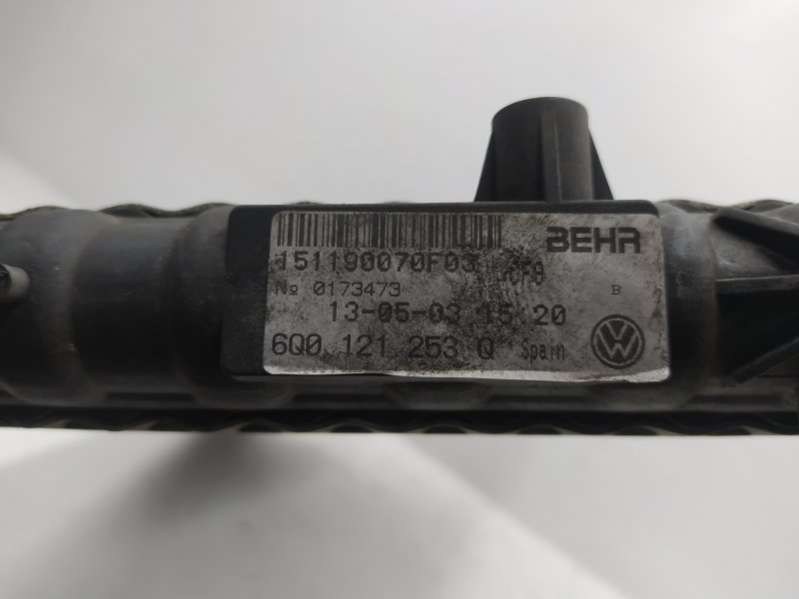 BEHR
151190070F03
№ 0173473
B
13-05-03 15:20
6Q0 121 253 Q Spain